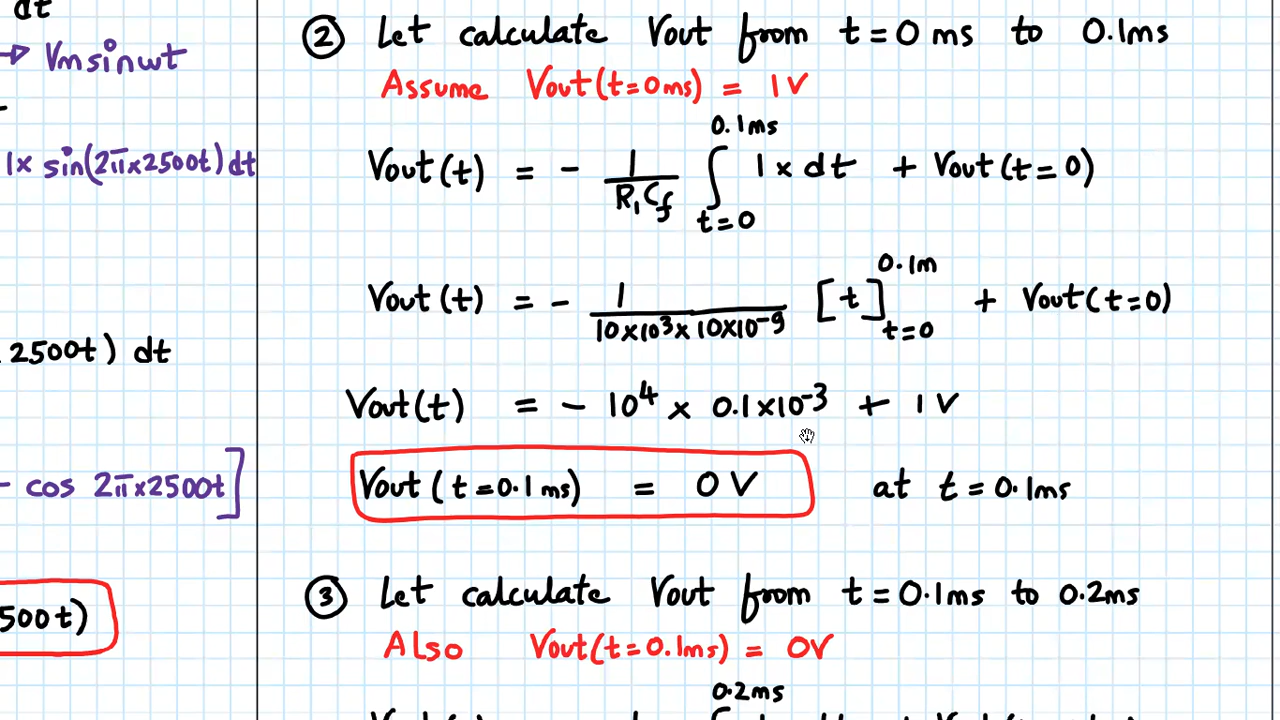 dt
→ Vmsinwt
1x sin(2π×2500t)dt
2500t) dt
- cos 2π×2500t]
500t)
② Let calculate Vout from t=0 ms to 0.1ms
Assume Vout(t=0ms) = 1V
Vout(t) = - 1/R₁Cf ∫ t=0 0.1ms 1 x dt + Vout(t=0)
Vout(t) = - 1/10×10³×10×10⁻⁹ [t] t=0 0.1m + Vout(t=0)
Vout(t) = - 10⁴ × 0.1×10⁻³ + 1V
Vout(t=0.1ms) = 0V at t=0.1ms
③ Let calculate Vout from t=0.1ms to 0.2ms
Also Vout(t=0.1ms) = 0V
0.2ms